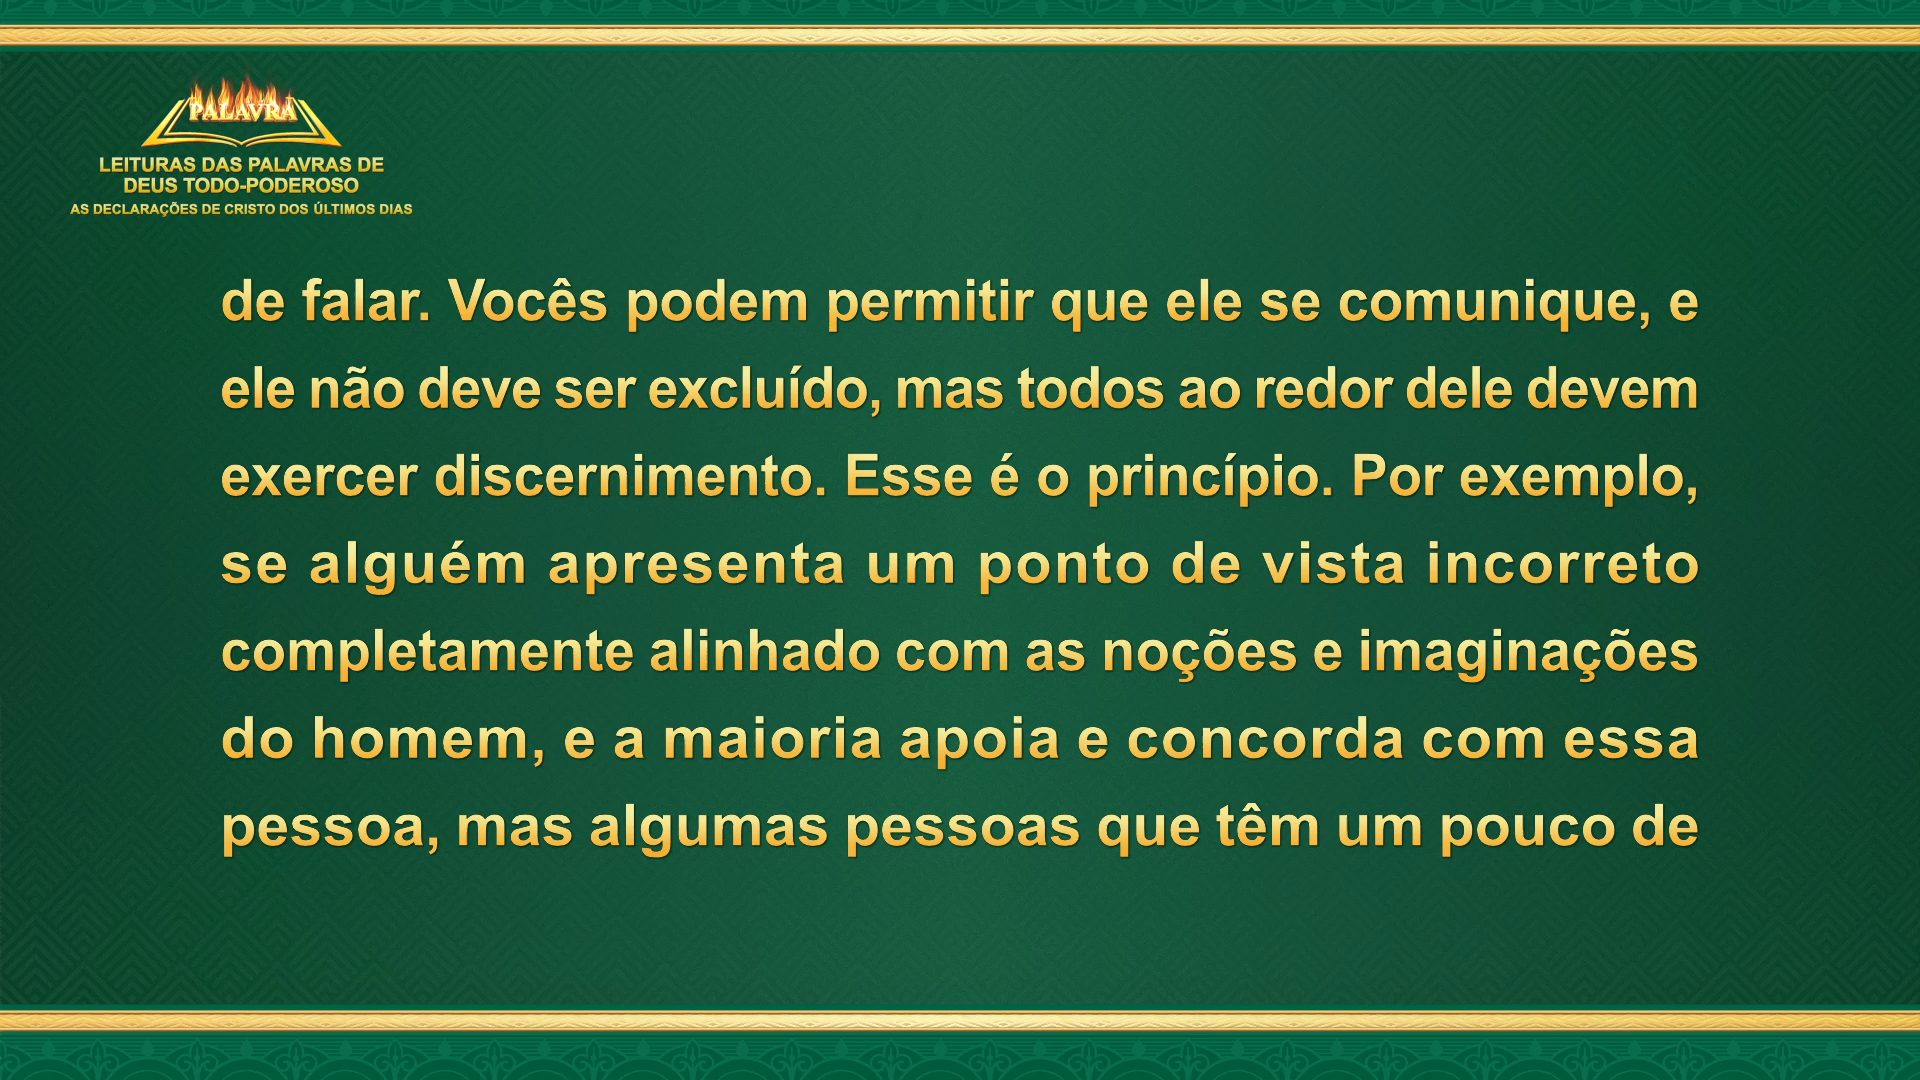 PALAVRA
LEITURAS DAS PALAVRAS DE
DEUS TODO-PODEROSO
AS DECLARAÇÕES DE CRISTO DOS ÚLTIMOS DIAS
de falar. Vocês podem permitir que ele se comunique, e
ele não deve ser excluído, mas todos ao redor dele devem
exercer discernimento. Esse é o princípio. Por exemplo,
se alguém apresenta um ponto de vista incorreto
completamente alinhado com as noções e imaginações
do homem, e a maioria apoia e concorda com essa
pessoa, mas algumas pessoas que têm um pouco de